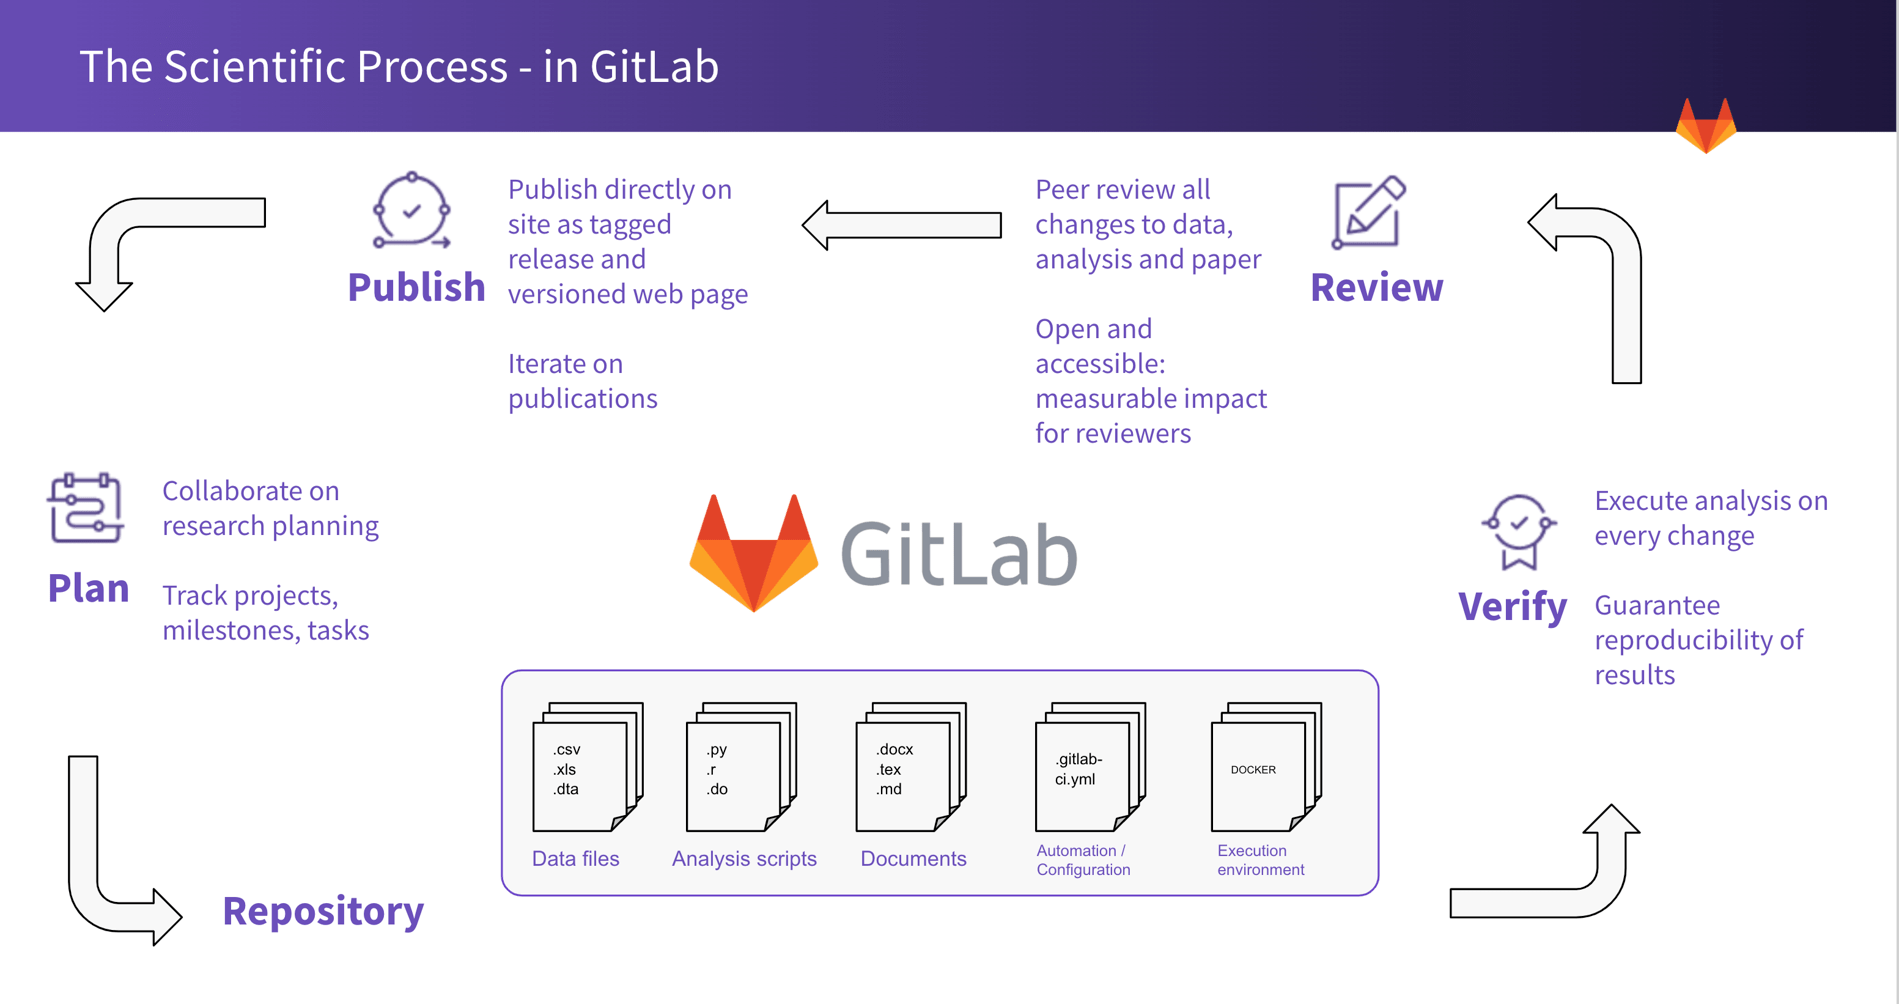 The Scientific Process - in GitLab
Publish directly on
site as tagged
release and
versioned web page
Iterate on
publications
Publish
Peer review all
changes to data,
analysis and paper
Open and
accessible:
measurable impact
for reviewers
Review
Collaborate on
research planning
Track projects,
milestones, tasks
Plan
GitLab
Execute analysis on
every change
Guarantee
reproducibility of
results
Verify
.csv
.xls
.dta
Data files
.py
.r
.do
Analysis scripts
.docx
.tex
.md
Documents
.gitlab-
ci.yml
Automation /
Configuration
DOCKER
Execution
environment
Repository